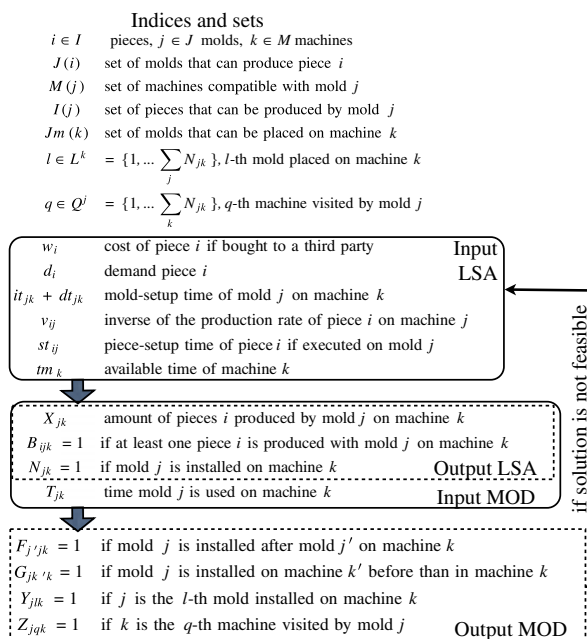 Indices and sets
i ∈ I pieces, j ∈ J molds, k ∈ M machines
J(i) set of molds that can produce piece i
M(j) set of machines compatible with mold j
I(j) set of pieces that can be produced by mold j
Jm(k) set of molds that can be placed on machine k
l ∈ L^k = {1,... ∑_j N_jk }, l-th mold placed on machine k
q ∈ Q^j = {1,... ∑_k N_jk }, q-th machine visited by mold j
w_i cost of piece i if bought to a third party
Input LSA
d_i demand piece i
it_jk + dt_jk mold-setup time of mold j on machine k
v_ij inverse of the production rate of piece i on machine j
st_ij piece-setup time of piece i if executed on mold j
tm_k available time of machine k
if solution is not feasible
X_jk amount of pieces i produced by mold j on machine k
B_ijk = 1 if at least one piece i is produced with mold j on machine k
N_jk = 1 if mold j is installed on machine k
Output LSA
T_jk time mold j is used on machine k
Input MOD
F_j'jk = 1 if mold j is installed after mold j' on machine k
G_jk'k = 1 if mold j is installed on machine k' before than in machine k
Y_jlk = 1 if j is the l-th mold installed on machine k
Z_jqk = 1 if k is the q-th machine visited by mold j
Output MOD